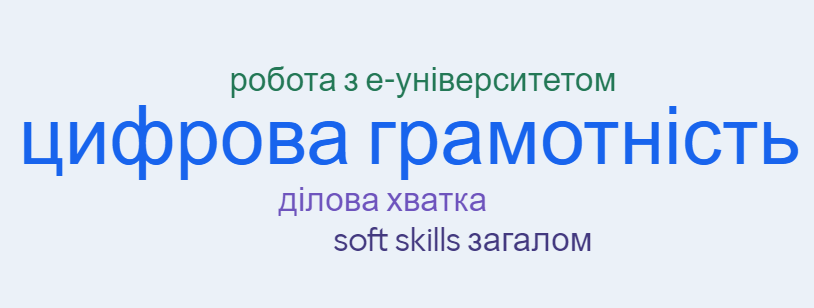 робота з е-університетом
цифрова грамотність
ділова хватка
soft skills загалом